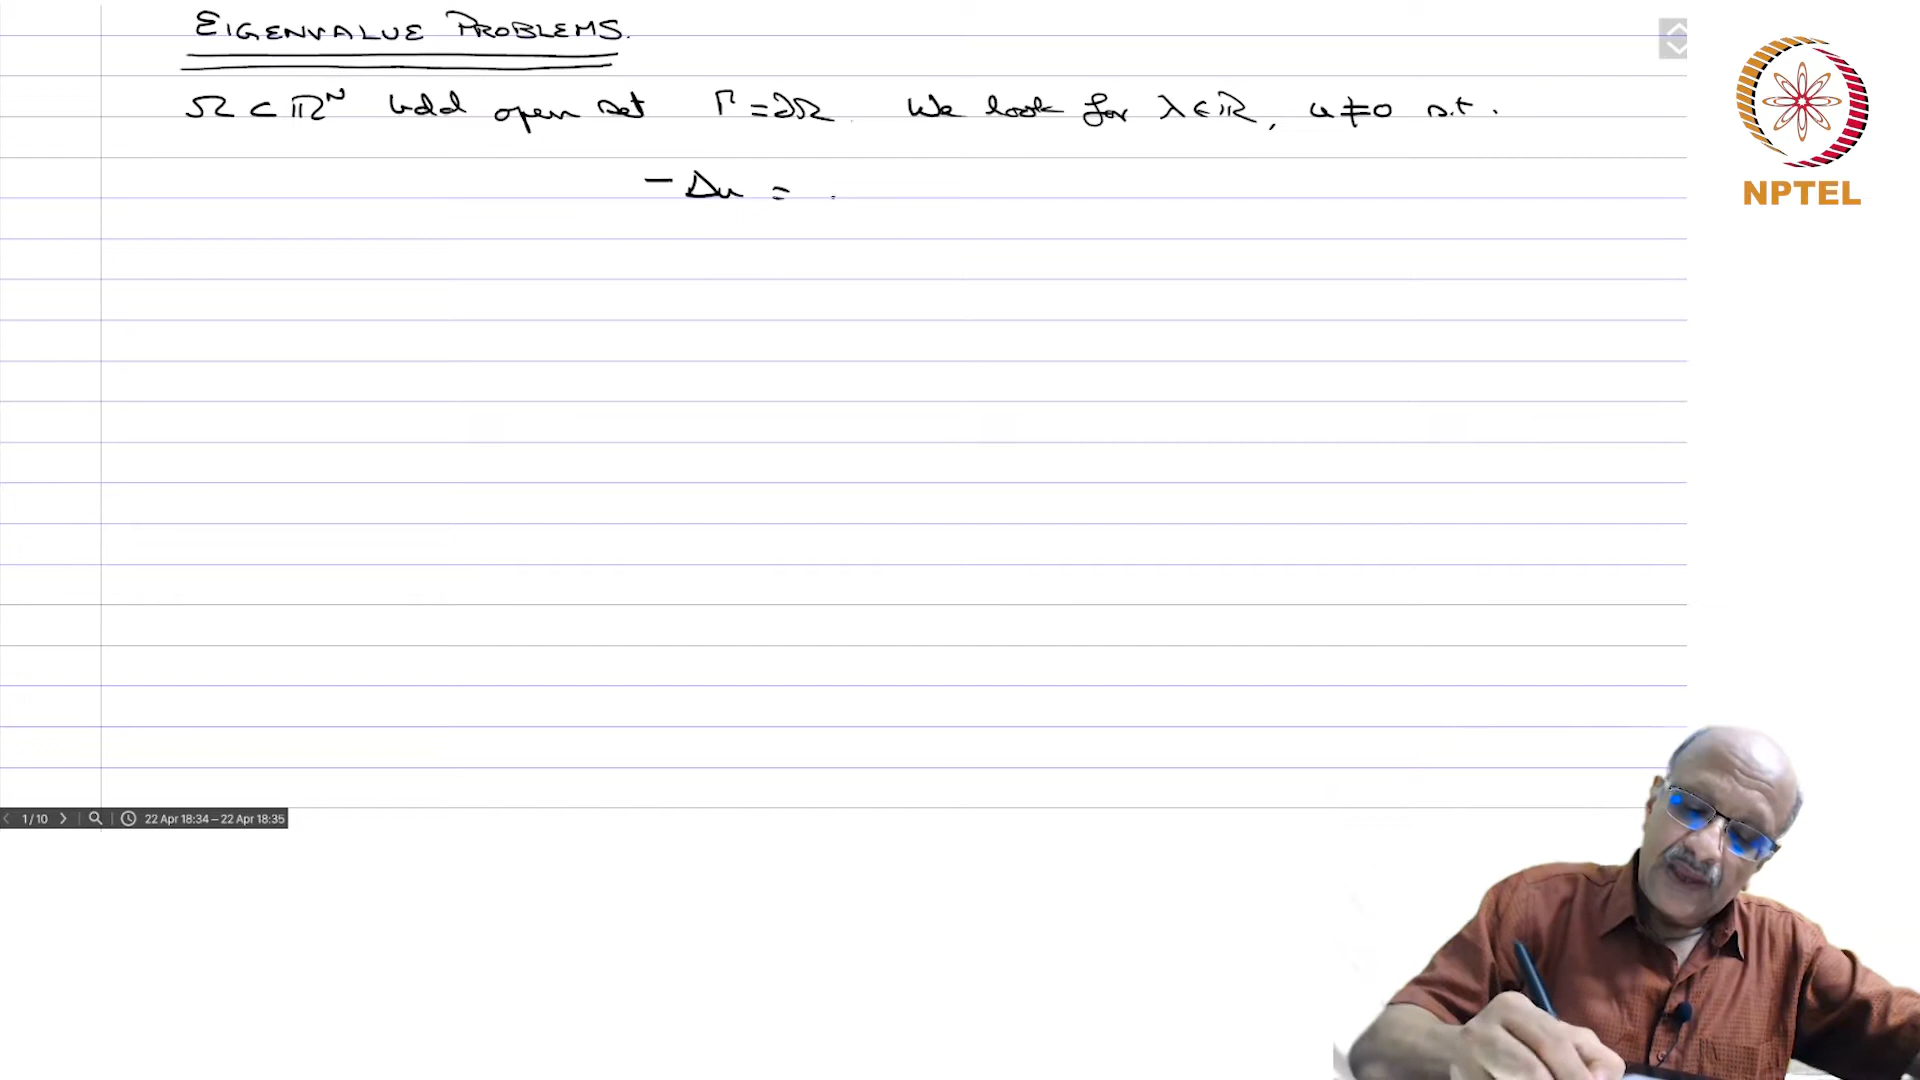 EIGENVALUE PROBLEMS.
Ω ⊂ ℝᴺ bdd open set Γ = ∂Ω. We look for λ ∈ ℝ, u ≠ 0 s.t.
− Δu =
NPTEL
1/10 22 Apr 18:34 – 22 Apr 18:35